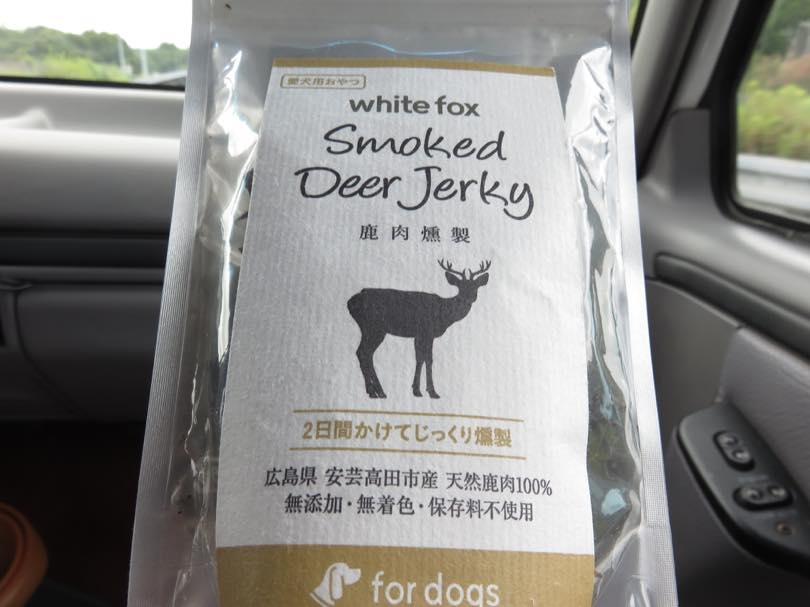 愛犬用おやつ
white fox
Smoked
Deer Jerky
鹿肉燻製
2日間かけてじっくり燻製
広島県 安芸高田市産 天然鹿肉100%
無添加・無着色・保存料不使用
for dogs